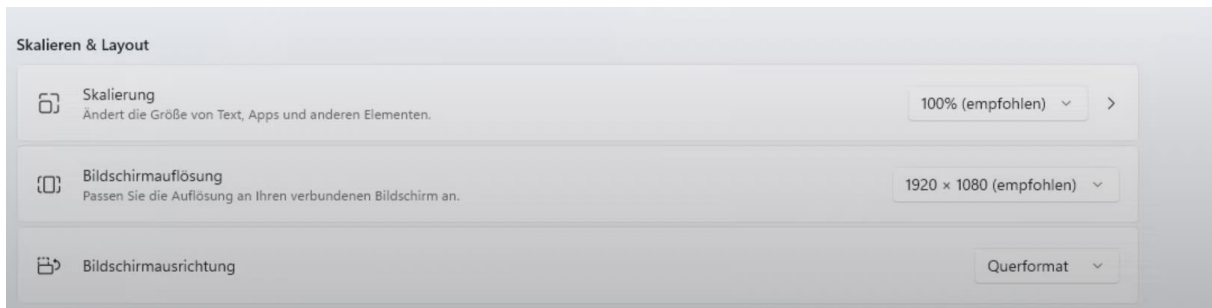 Skalieren & Layout
Skalierung
Ändert die Größe von Text, Apps und anderen Elementen.
100% (empfohlen)
Bildschirmauflösung
Passen Sie die Auflösung an Ihren verbundenen Bildschirm an.
1920 × 1080 (empfohlen)
Bildschirmausrichtung
Querformat